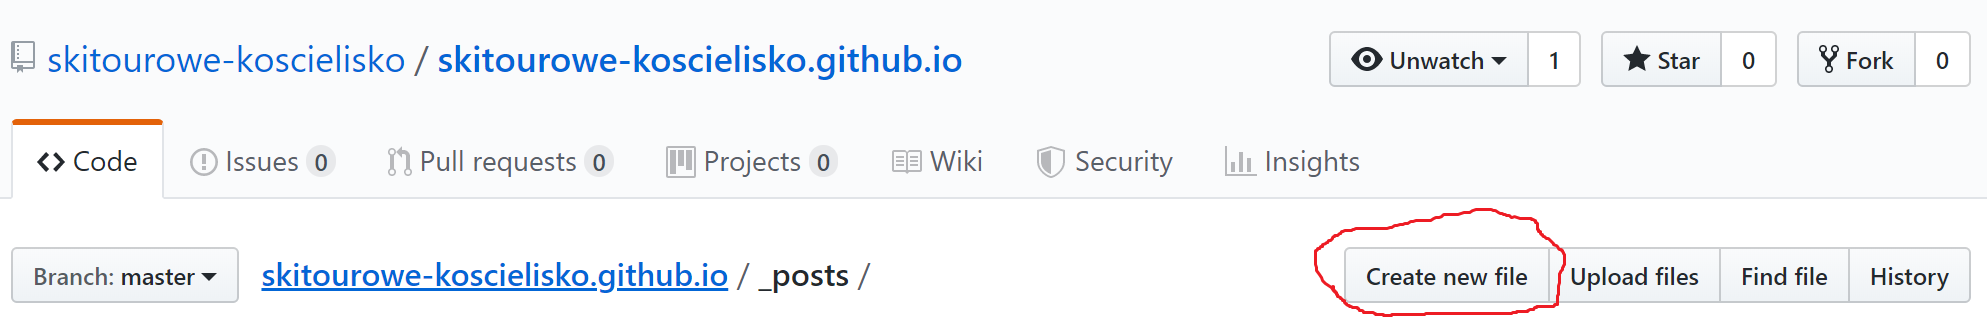 skitourowe-koscielisko / skitourowe-koscielisko.github.io Unwatch 1 Star 0 Fork 0
Code Issues 0 Pull requests 0 Projects 0 Wiki Security Insights
Branch: master skitourowe-koscielisko.github.io / _posts / Create new file Upload files Find file History